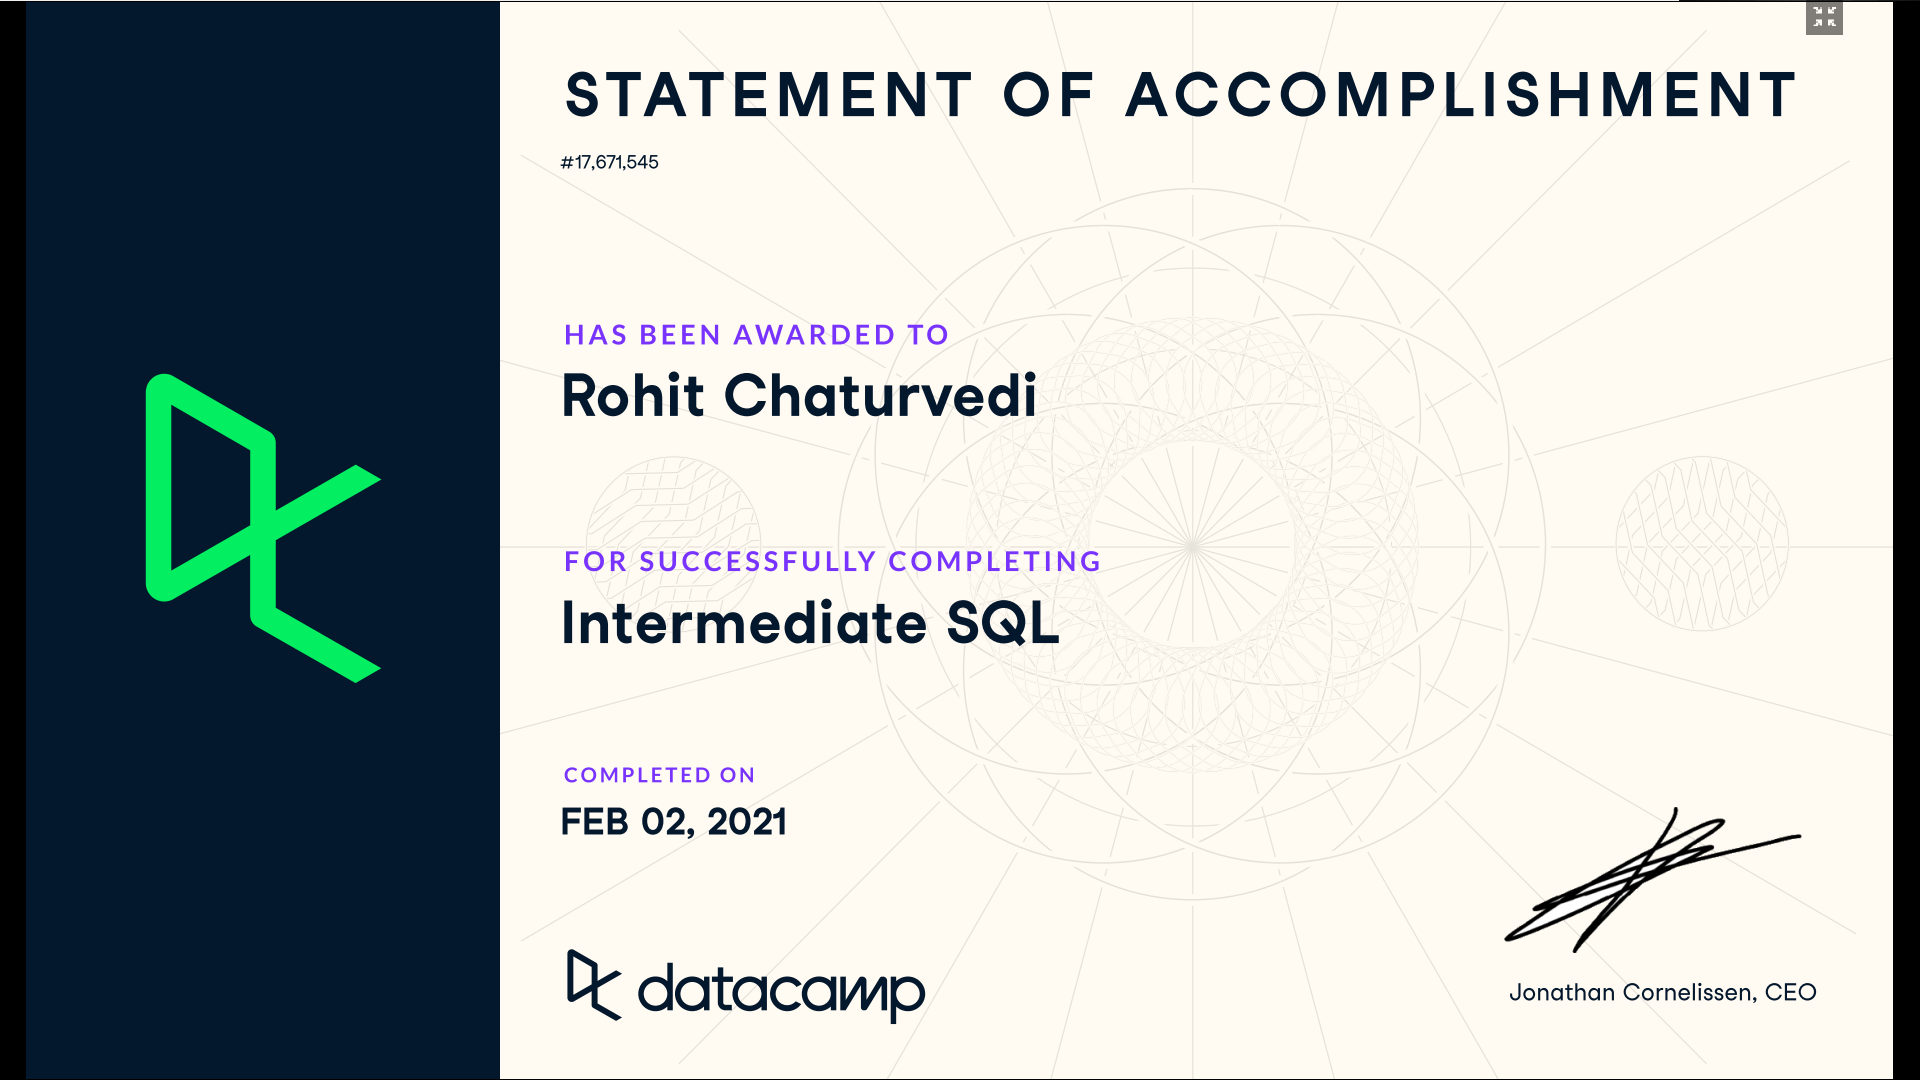 STATEMENT OF ACCOMPLISHMENT
#17,671,545
HAS BEEN AWARDED TO
Rohit Chaturvedi
FOR SUCCESSFULLY COMPLETING
Intermediate SQL
COMPLETED ON
FEB 02, 2021
datacamp
Jonathan Cornelissen, CEO